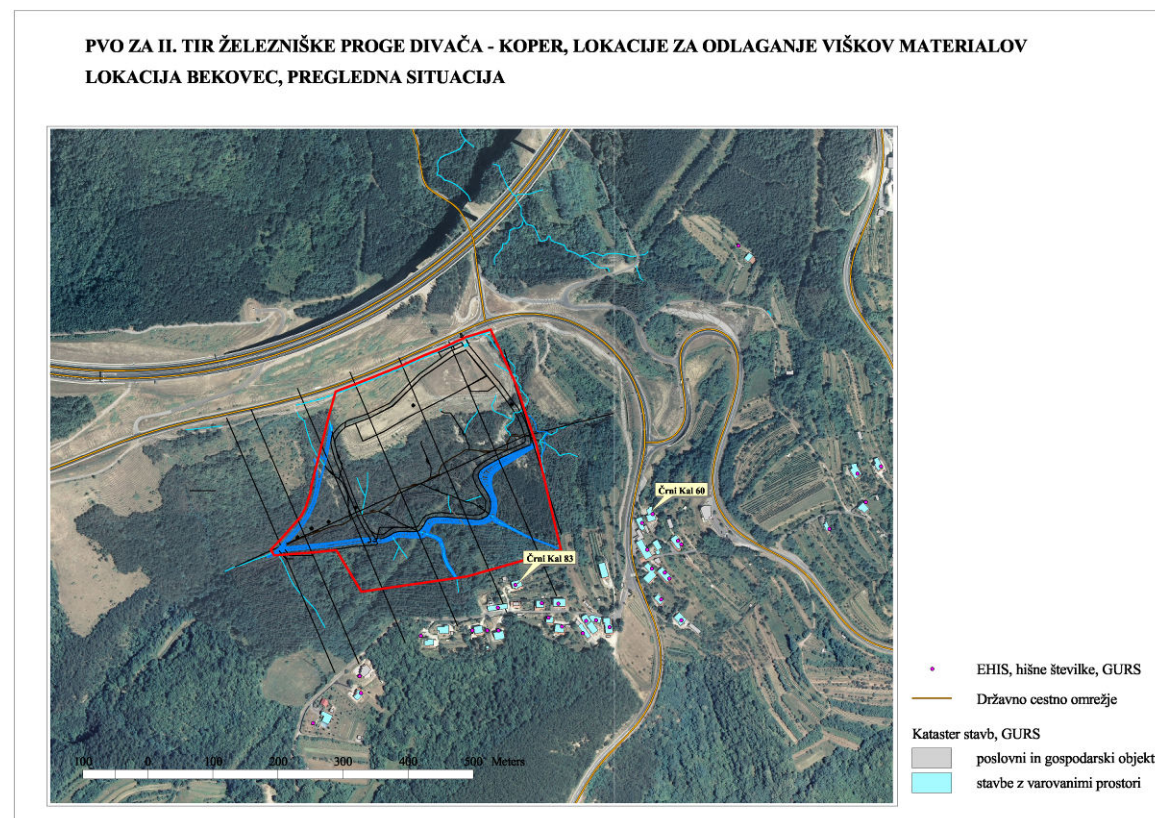 PVO ZA II. TIR ŽELEZNIŠKE PROGE DIVAČA - KOPER, LOKACIJE ZA ODLAGANJE VIŠKOV MATERIALOV
LOKACIJA BEKOVEC, PREGLEDNA SITUACIJA
Črni Kal 60
Črni Kal 83
EHIS, hišne številke, GURS
Državno cestno omrežje
Kataster stavb, GURS
poslovni in gospodarski objekt
stavbe z varovanimi prostori
100 0 100 200 300 400 500 Meters